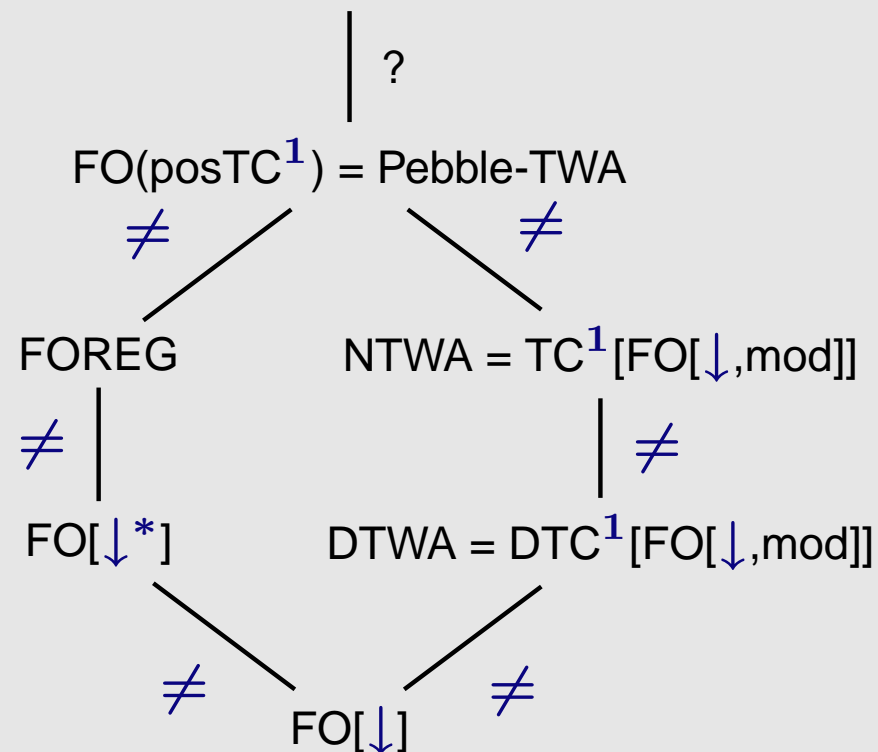 ?
FO(posTC¹) = Pebble-TWA
≠ ≠
FOREG NTWA = TC¹[FO[↓,mod]]
≠ ≠
FO[↓*] DTWA = DTC¹[FO[↓,mod]]
≠ ≠
FO[↓]